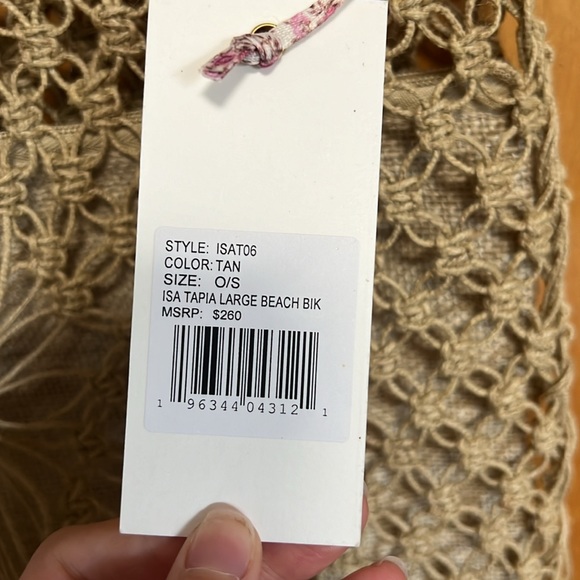 STYLE: ISAT06
COLOR: TAN
SIZE: O/S
ISA TAPIA LARGE BEACH BIK
MSRP: $260
1 96344 04312 1